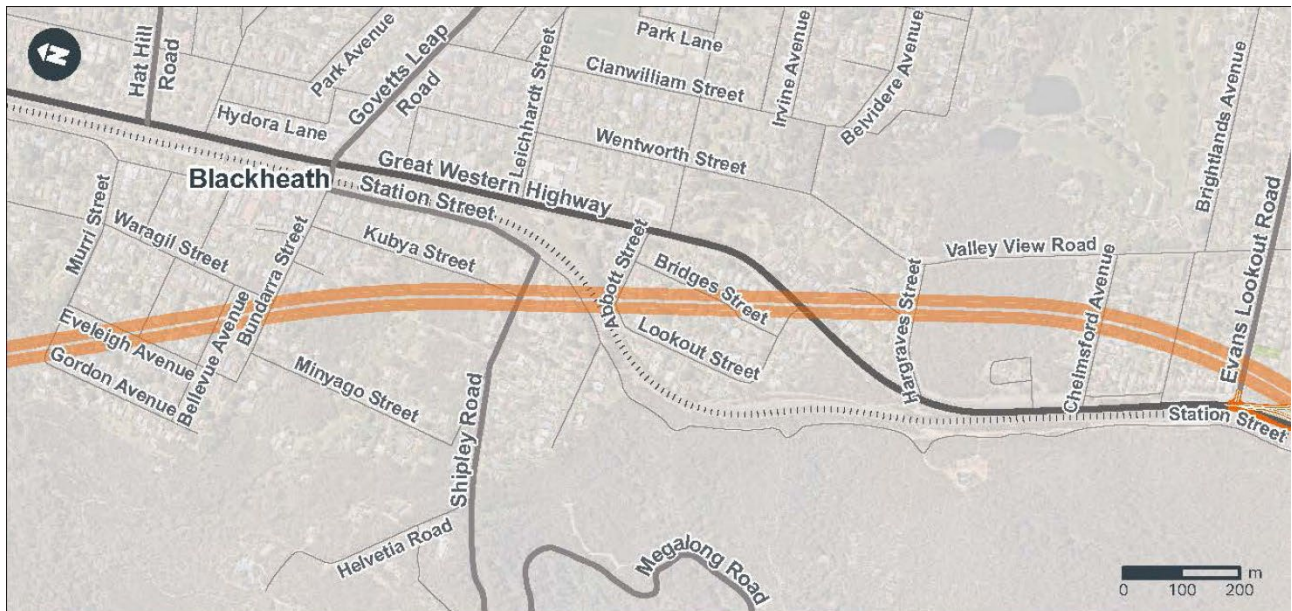 N
Hat Hill
Road
Park Avenue
Govetts Leap
Road
Hydora Lane
Leichhardt Street
Park Lane
Clanwilliam Street
Irvine Avenue
Belvidere Avenue
Brightlands Avenue
Wentworth Street
Great Western Highway
Blackheath
Station Street
Murri Street
Waragil Street
Bundarra Street
Kubya Street
Abbott Street
Bridges Street
Valley View Road
Evans Lookout Road
Hargraves Street
Chelmsford Avenue
Eveleigh Avenue
Gordon Avenue
Bellevue Avenue
Minyago Street
Lookout Street
Shipley Road
Station Street
Helvetia Road
Megalong Road
m
0 100 200